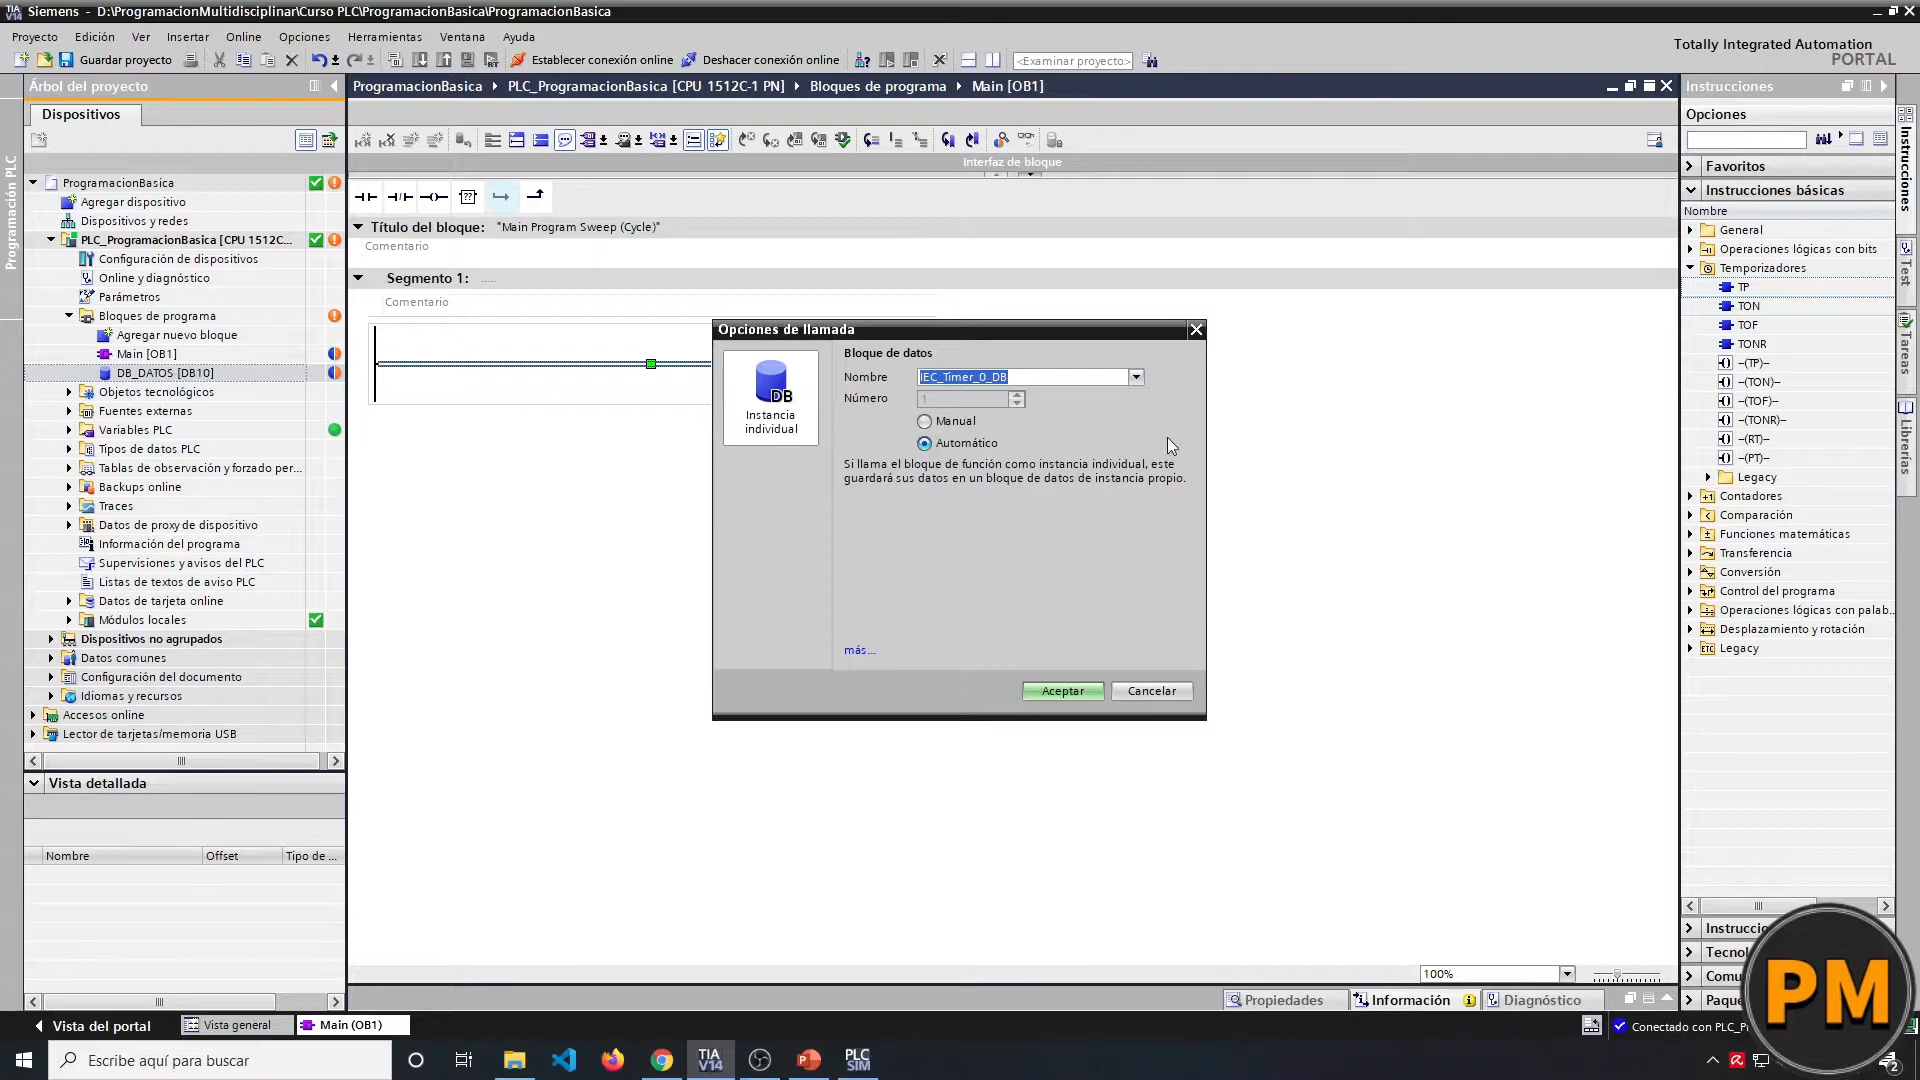 Siemens - D:\ProgramacionMultidisciplinar\Curso PLC\ProgramacionBasica\ProgramacionBasica
Proyecto Edición Ver Insertar Online Opciones Herramientas Ventana Ayuda
Totally Integrated Automation
PORTAL
Guardar proyecto
Establecer conexión online
Deshacer conexión online
<Examinar proyecto>
Árbol del proyecto
ProgramacionBasica PLC_ProgramacionBasica [CPU 1512C-1 PN] Bloques de programa Main [OB1]
Instrucciones
Dispositivos
Opciones
Programación PLC
Interfaz de bloque
ProgramacionBasica
Agregar dispositivo
Dispositivos y redes
PLC_ProgramacionBasica [CPU 1512C...
Configuración de dispositivos
Online y diagnóstico
Parámetros
Bloques de programa
Agregar nuevo bloque
Main [OB1]
DB_DATOS [DB10]
Objetos tecnológicos
Fuentes externas
Variables PLC
Tipos de datos PLC
Tablas de observación y forzado per...
Backups online
Traces
Datos de proxy de dispositivo
Información del programa
Supervisiones y avisos del PLC
Listas de textos de aviso PLC
Datos de tarjeta online
Módulos locales
Dispositivos no agrupados
Datos comunes
Configuración del documento
Idiomas y recursos
Accesos online
Lector de tarjetas/memoria USB
Vista detallada
Nombre Offset Tipo de ...
??
Título del bloque: "Main Program Sweep (Cycle)"
Comentario
Segmento 1: .....
Comentario
Opciones de llamada
DB
Instancia
individual
Bloque de datos
Nombre IEC_Timer_0_DB
Número 1
Manual
Automático
Si llama el bloque de función como instancia individual, este
guardará sus datos en un bloque de datos de instancia propio.
más...
Aceptar Cancelar
100%
Propiedades Información Diagnóstico
Favoritos
Instrucciones básicas
Nombre
General
Operaciones lógicas con bits
Temporizadores
TP
TON
TOF
TONR
-(TP)-
-(TON)-
-(TOF)-
-(TONR)-
-(RT)-
-(PT)-
Legacy
Contadores
Comparación
Funciones matemáticas
Transferencia
Conversión
Control del programa
Operaciones lógicas con palab...
Desplazamiento y rotación
Legacy
Instrucciones
Test
Tareas
Librerías
PM
Vista del portal Vista general Main (OB1)
Conectado con PLC_P
Escribe aquí para buscar
TIA
V14
PLC
SIM
2